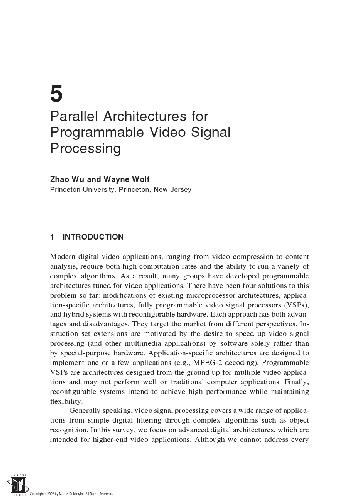 5
Parallel Architectures for
Programmable Video Signal
Processing
Zhao Wu and Wayne Wolf
Princeton University, Princeton, New Jersey
1 INTRODUCTION
Modern digital video applications, ranging from video compression to content
analysis, require both high computation rates and the ability to run a variety of
complex algorithms. As a result, many groups have developed programmable
architectures tuned for video applications. There have been four solutions to this
problem so far: modifications of existing microprocessor architectures, applica-
tion-specific architectures, fully programmable video signal processors (VSPs),
and hybrid systems with reconfigurable hardware. Each approach has both advan-
tages and disadvantages. They target the market from different perspectives. In-
struction set extensions are motivated by the desire to speed up video signal
processing (and other multimedia applications) by software solely rather than
by special-purpose hardware. Application-specific architectures are designed to
implement one or a few applications (e.g., MPEG-2 decoding). Programmable
VSPs are architectures designed from the ground up for multiple video applica-
tions and may not perform well on traditional computer applications. Finally,
reconfigurable systems intend to achieve high performance while maintaining
flexibility.
Generally speaking, video signal processing covers a wide range of applica-
tions from simple digital filtering through complex algorithms such as object
recognition. In this survey, we focus on advanced digital architectures, which are
intended for higher-end video applications. Although we cannot address every